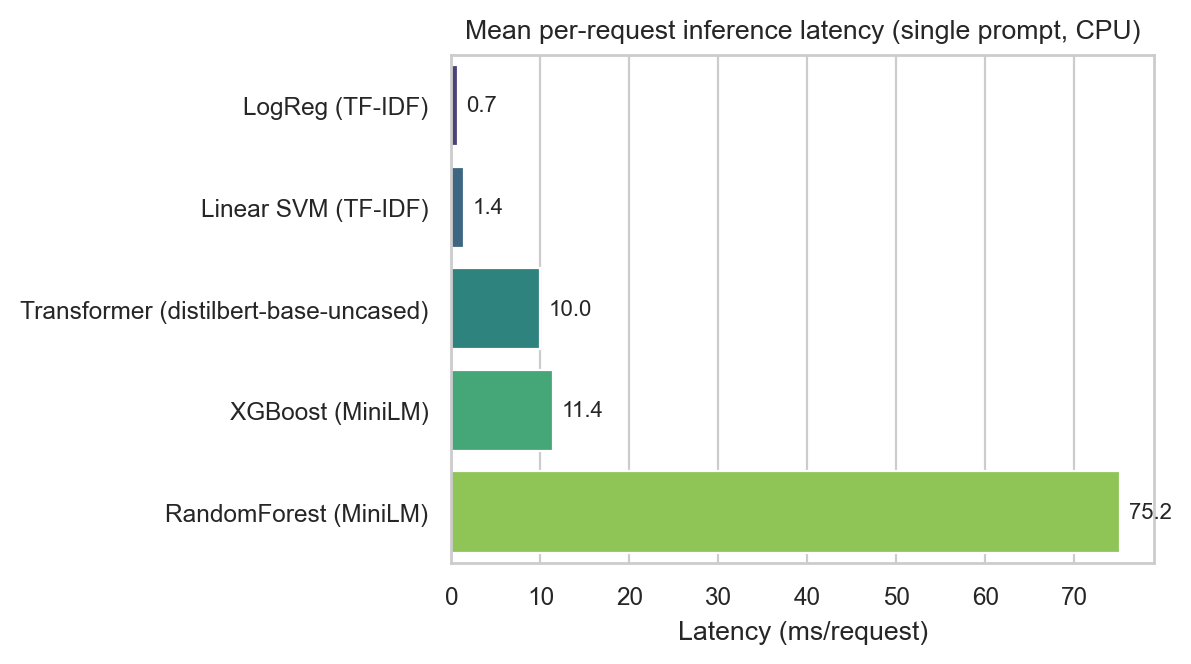 Mean per-request inference latency (single prompt, CPU)
LogReg (TF-IDF)
0.7
Linear SVM (TF-IDF)
1.4
Transformer (distilbert-base-uncased)
10.0
XGBoost (MiniLM)
11.4
RandomForest (MiniLM)
75.2
0 10 20 30 40 50 60 70
Latency (ms/request)